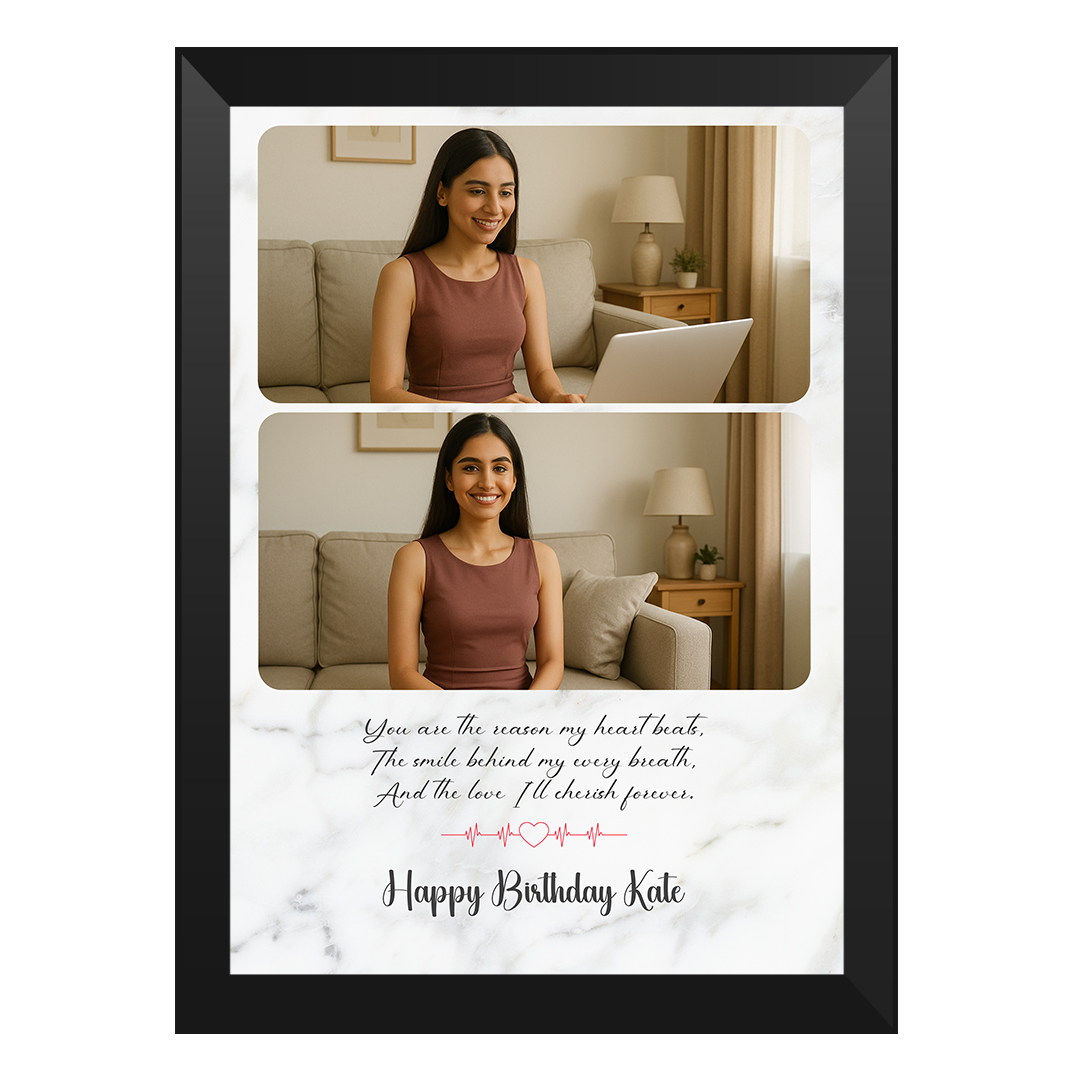 You are the reason my heart beats,
The smile behind my every breath,
And the love I'll cherish forever.
Happy Birthday Kate